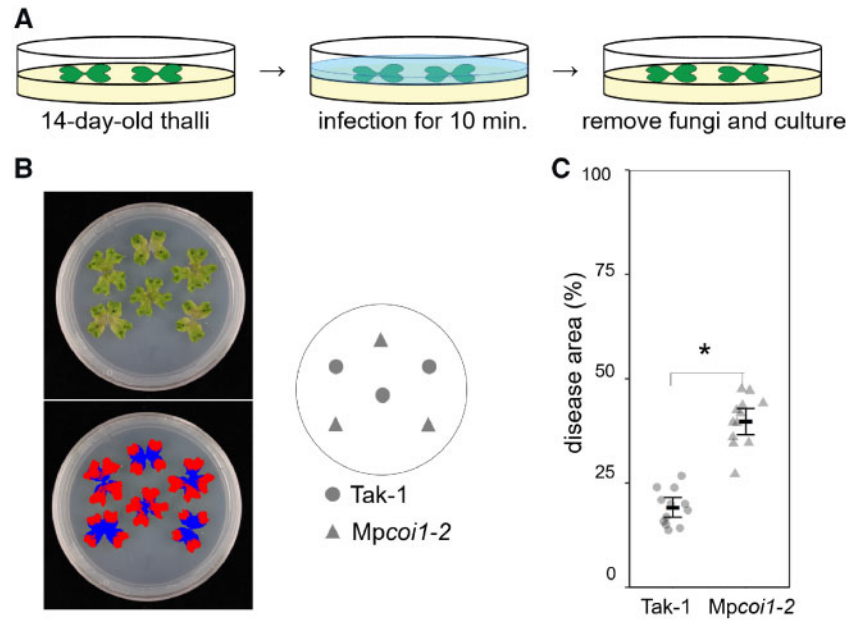 A
14-day-old thalli
infection for 10 min.
remove fungi and culture
B
Tak-1
Mpcoi1-2
C
disease area (%)
100
75
50
25
0
*
Tak-1
Mpcoi1-2